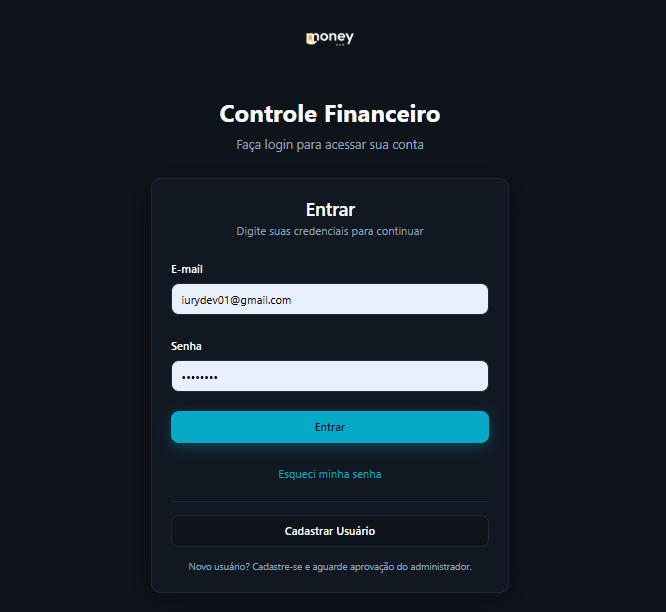 money
Controle Financeiro
Faça login para acessar sua conta
Entrar
Digite suas credenciais para continuar
E-mail
iurydev01@gmail.com
Senha
••••••••
Entrar
Esqueci minha senha
Cadastrar Usuário
Novo usuário? Cadastre-se e aguarde aprovação do administrador.